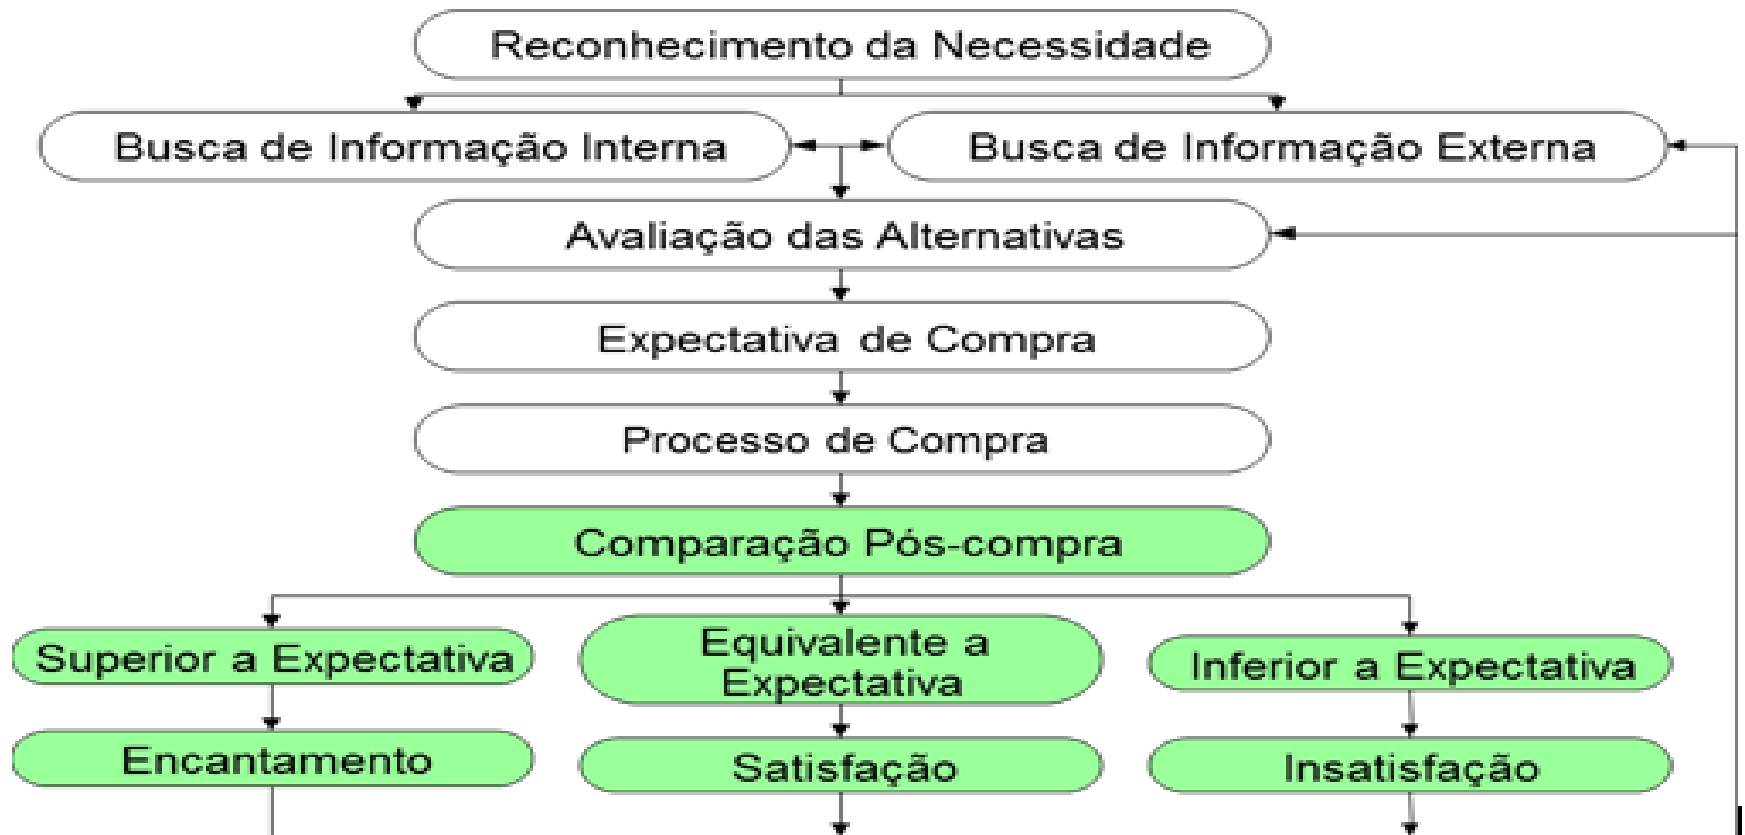 Reconhecimento da Necessidade
Busca de Informação Interna
Busca de Informação Externa
Avaliação das Alternativas
Expectativa de Compra
Processo de Compra
Comparação Pós-compra
Superior a Expectativa
Equivalente a
Expectativa
Inferior a Expectativa
Encantamento
Satisfação
Insatisfação